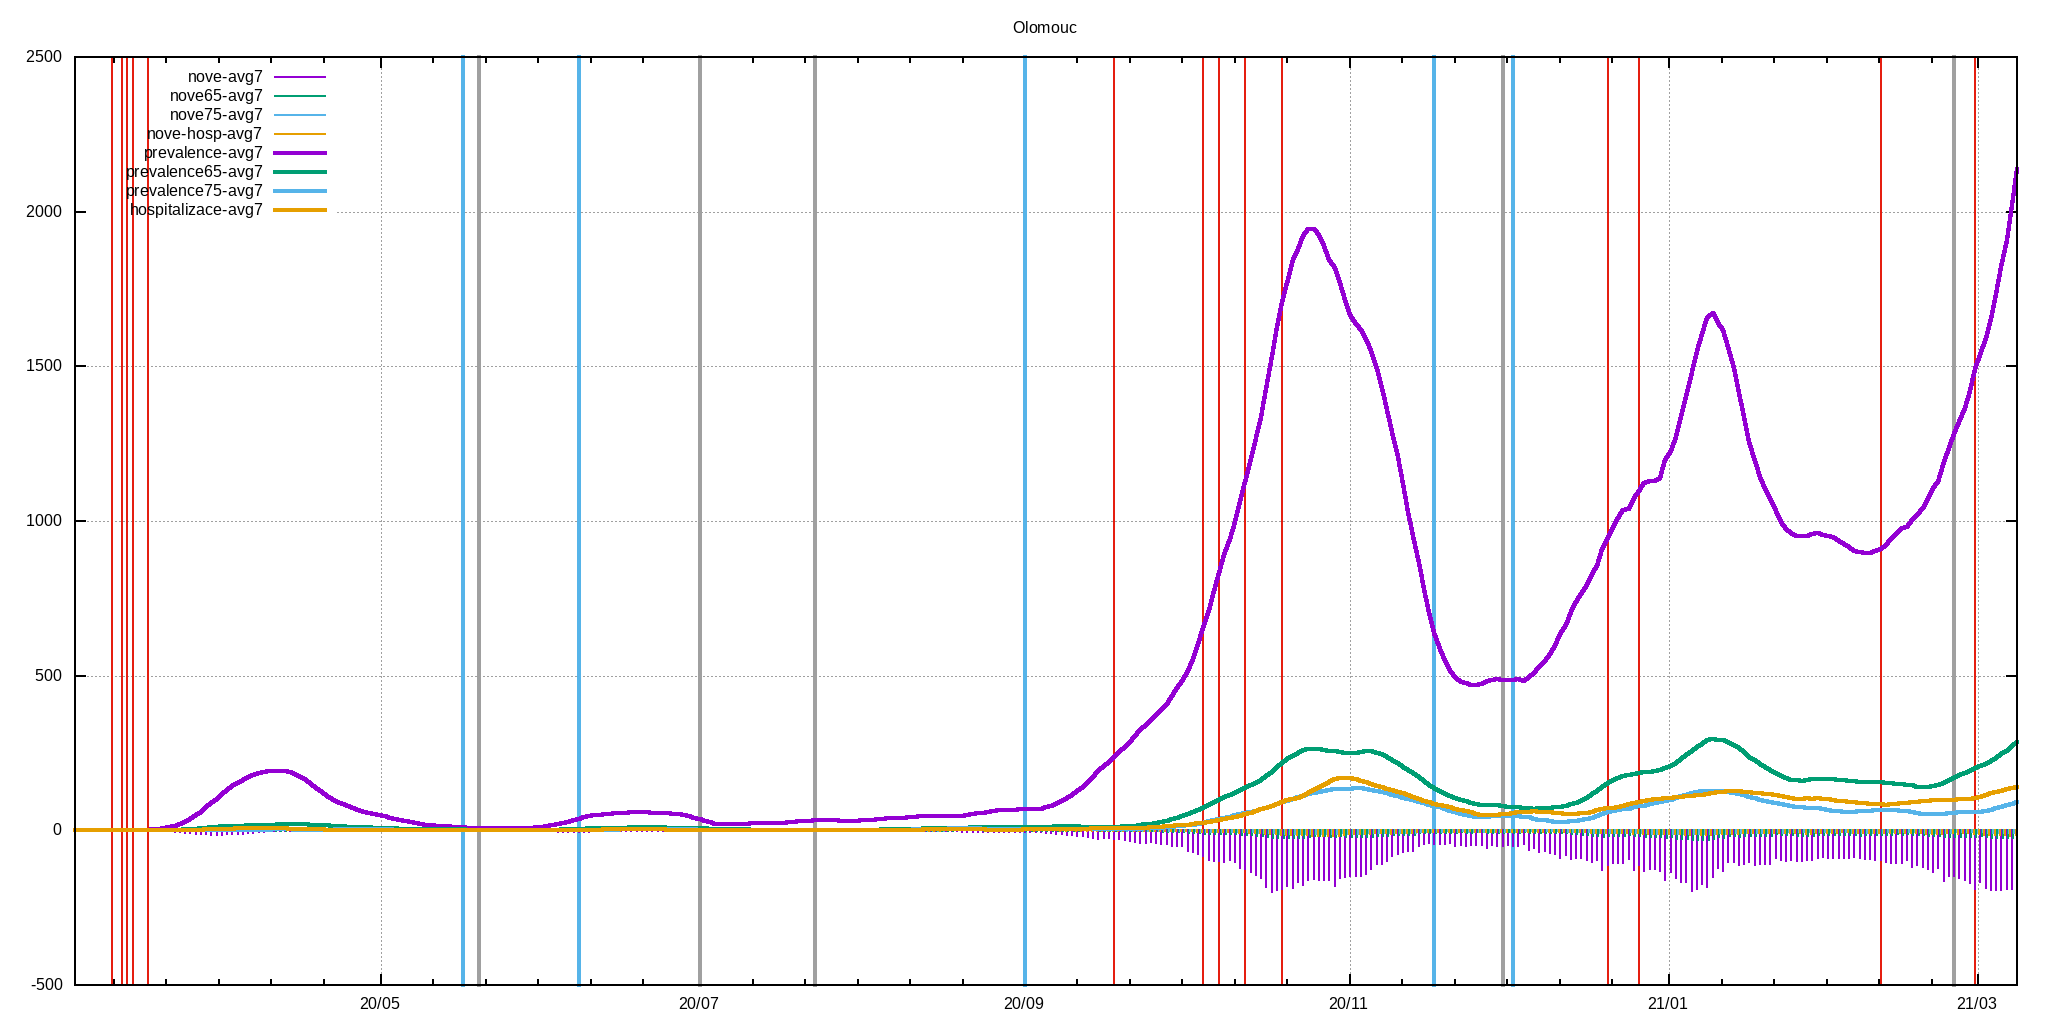 Olomouc
2500
2000
1500
1000
500
0
-500
nove-avg7
nove65-avg7
nove75-avg7
nove-hosp-avg7
prevalence-avg7
prevalence65-avg7
prevalence75-avg7
hospitalizace-avg7
20/05
20/07
20/09
20/11
21/01
21/03